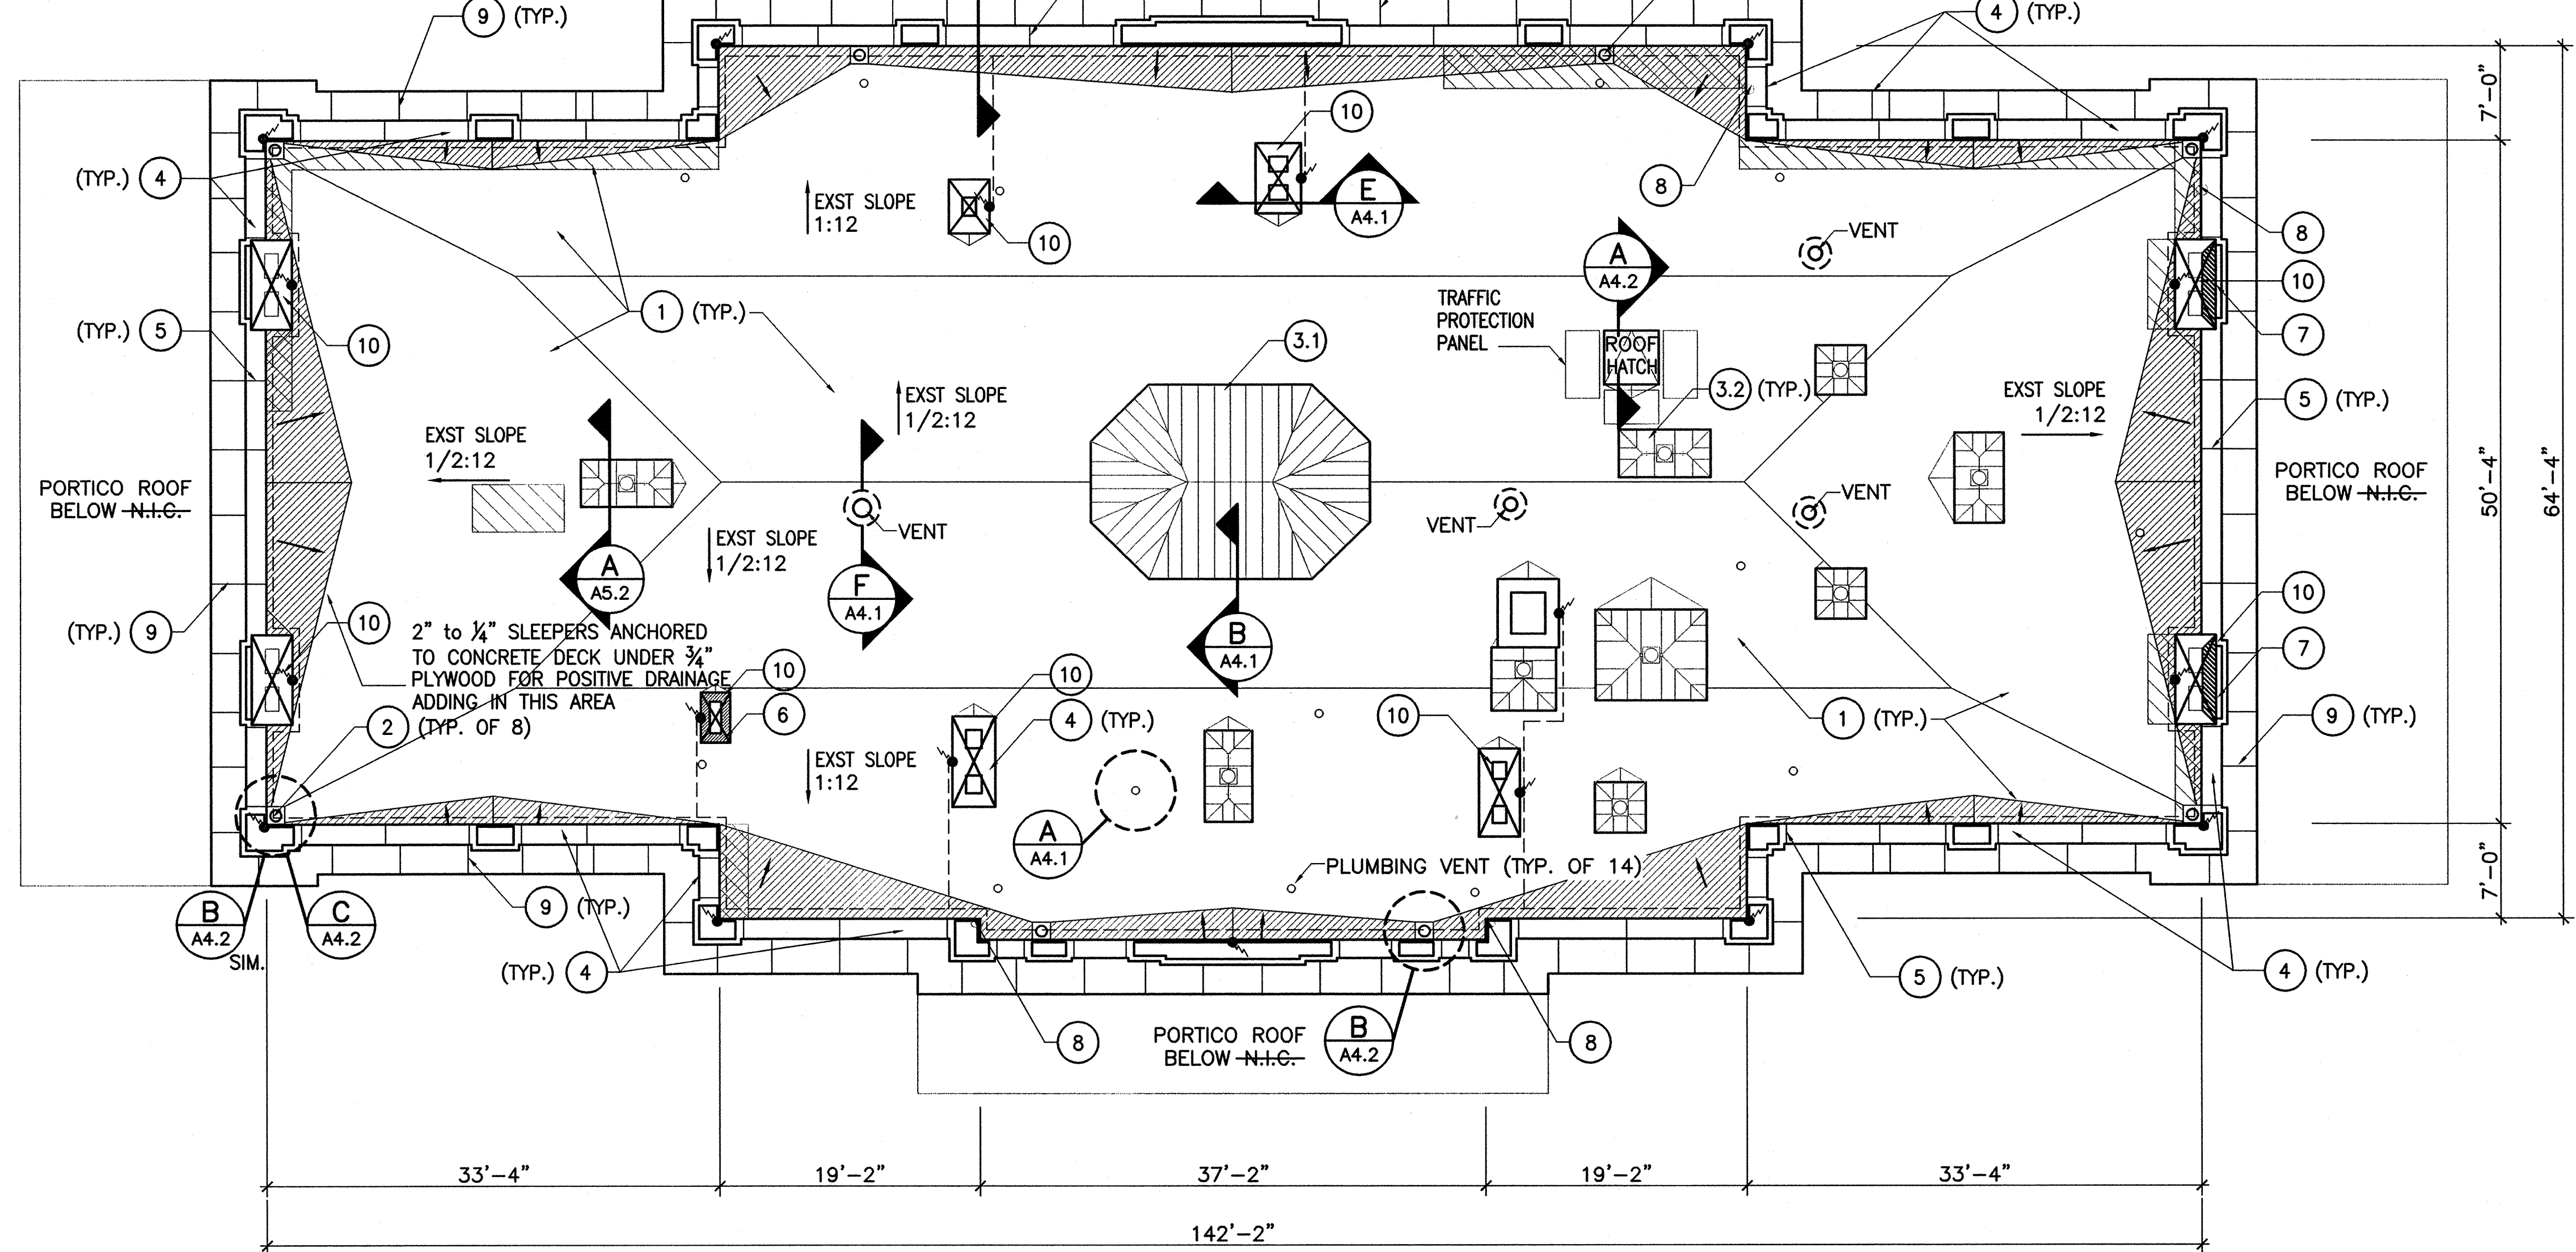 9 (TYP.)
4 (TYP.)
7'-0"
10
(TYP.) 4
8
EXST SLOPE
1:12
E
A4.1
10
VENT
8
A
A4.2
10
TRAFFIC
PROTECTION
PANEL
1 (TYP.)
(TYP.) 5
10
3.1
ROOF
HATCH
7
3.2 (TYP.)
EXST SLOPE
1/2:12
EXST SLOPE
1/2:12
5 (TYP.)
EXST SLOPE
1/2:12
PORTICO ROOF
BELOW N.I.C.
PORTICO ROOF
BELOW N.I.C.
50'-4"
64'-4"
VENT
VENT
VENT
EXST SLOPE
1/2:12
A
A5.2
F
A4.1
10
(TYP.) 9
10
2" to 1/4" SLEEPERS ANCHORED
TO CONCRETE DECK UNDER 3/4"
PLYWOOD FOR POSITIVE DRAINAGE
ADDING IN THIS AREA
B
A4.1
7
10
10
6
4 (TYP.)
10
1 (TYP.)
9 (TYP.)
2 (TYP. OF 8)
EXST SLOPE
1:12
A
A4.1
PLUMBING VENT (TYP. OF 14)
7'-0"
B
A4.2
SIM.
C
A4.2
9 (TYP.)
(TYP.) 4
5 (TYP.)
4 (TYP.)
8
PORTICO ROOF
BELOW N.I.C.
B
A4.2
8
33'-4"
19'-2"
37'-2"
19'-2"
33'-4"
142'-2"